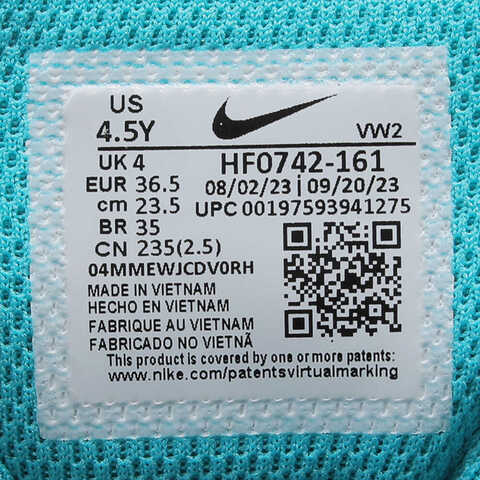 US
4.5Y
VW2
UK 4
HF0742-161
EUR 36.5
08/02/23 | 09/20/23
cm 23.5
UPC 00197593941275
BR 35
CN 235(2.5)
04MMEWJCDV0RH
MADE IN VIETNAM
HECHO EN VIETNAM
FABRIQUE AU VIETNAM
FABRICADO NO VIETNÃ
This product is covered by one or more patents:
www.nike.com/patentsvirtualmarking